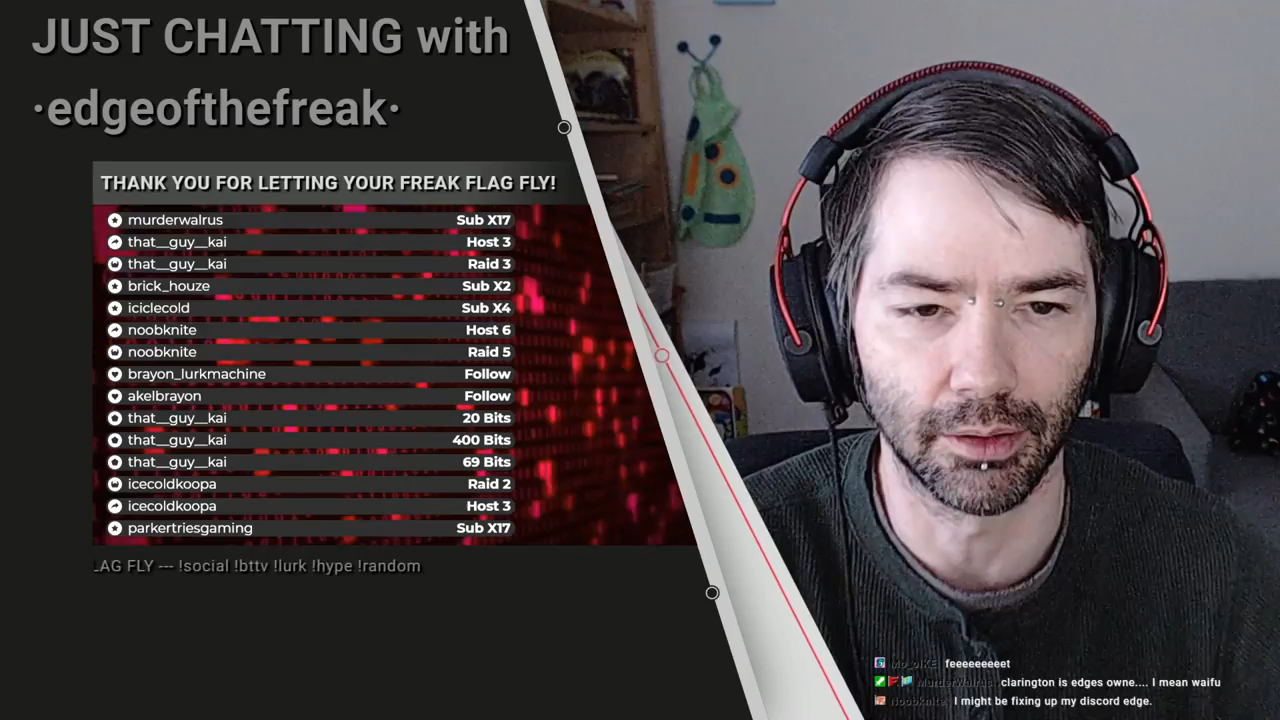 JUST CHATTING with
·edgeofthefreak·
THANK YOU FOR LETTING YOUR FREAK FLAG FLY!
murderwalrus Sub X17
that__guy__kai Host 3
that__guy__kai Raid 3
brick_houze Sub X2
iciclecold Sub X4
noobknite Host 6
noobknite Raid 5
brayon_lurkmachine Follow
akelbrayon Follow
that__guy__kai 20 Bits
that__guy__kai 400 Bits
that__guy__kai 69 Bits
icecoldkoopa Raid 2
icecoldkoopa Host 3
parkertriesgaming Sub X17
LAG FLY --- !social !bttv !lurk !hype !random
feeeeeeeeet
MurderWalrus clarington is edges owne.... I mean waifu
Noobknite I might be fixing up my discord edge.